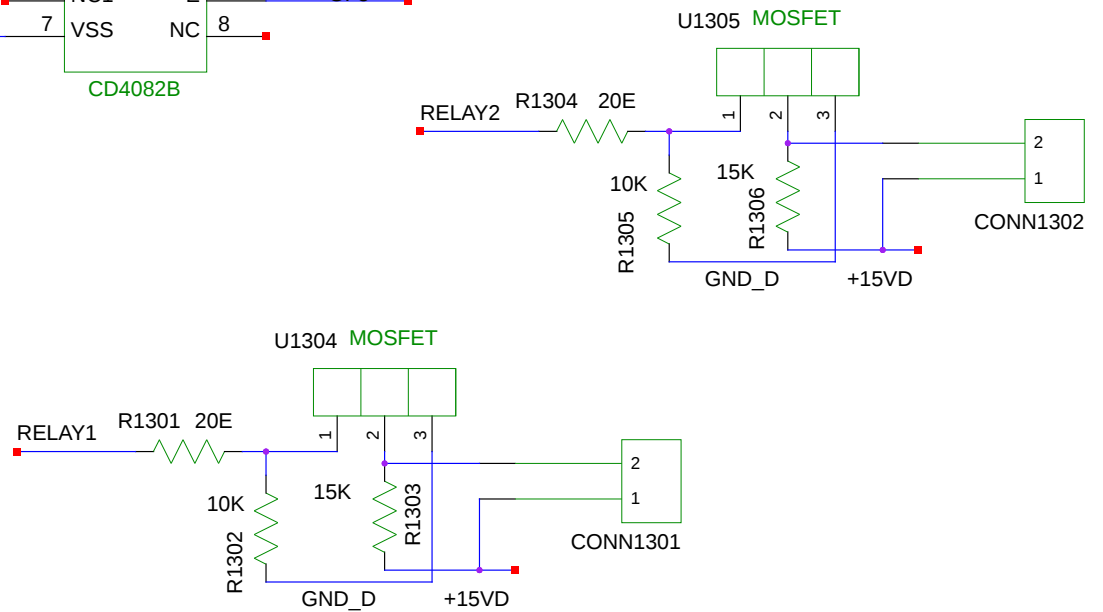 7 VSS NC 8
CD4082B
U1305 MOSFET
RELAY2 R1304 20E 1 2 3
10K 15K 2
R1305 R1306 1
CONN1302
GND_D +15VD
U1304 MOSFET
RELAY1 R1301 20E 1 2 3
10K 15K 2
R1302 R1303 1
CONN1301
GND_D +15VD